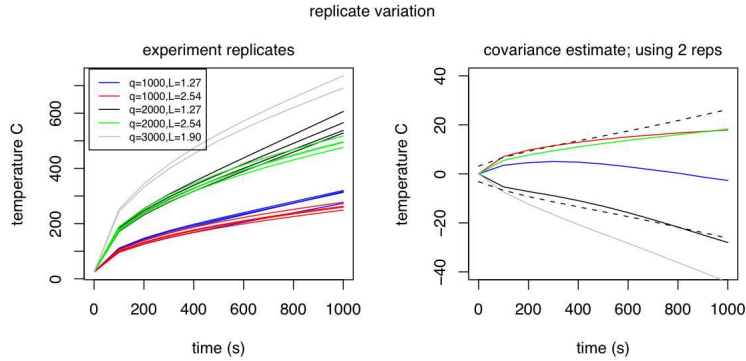 replicate variation
experiment replicates
temperature C
600
400
200
0
q=1000,L=1.27
q=1000,L=2.54
q=2000,L=1.27
q=2000,L=2.54
q=3000,L=1.90
0 200 400 600 800 1000
time (s)
covariance estimate; using 2 reps
temperature C
40
20
0
-20
-40
0 200 400 600 800 1000
time (s)